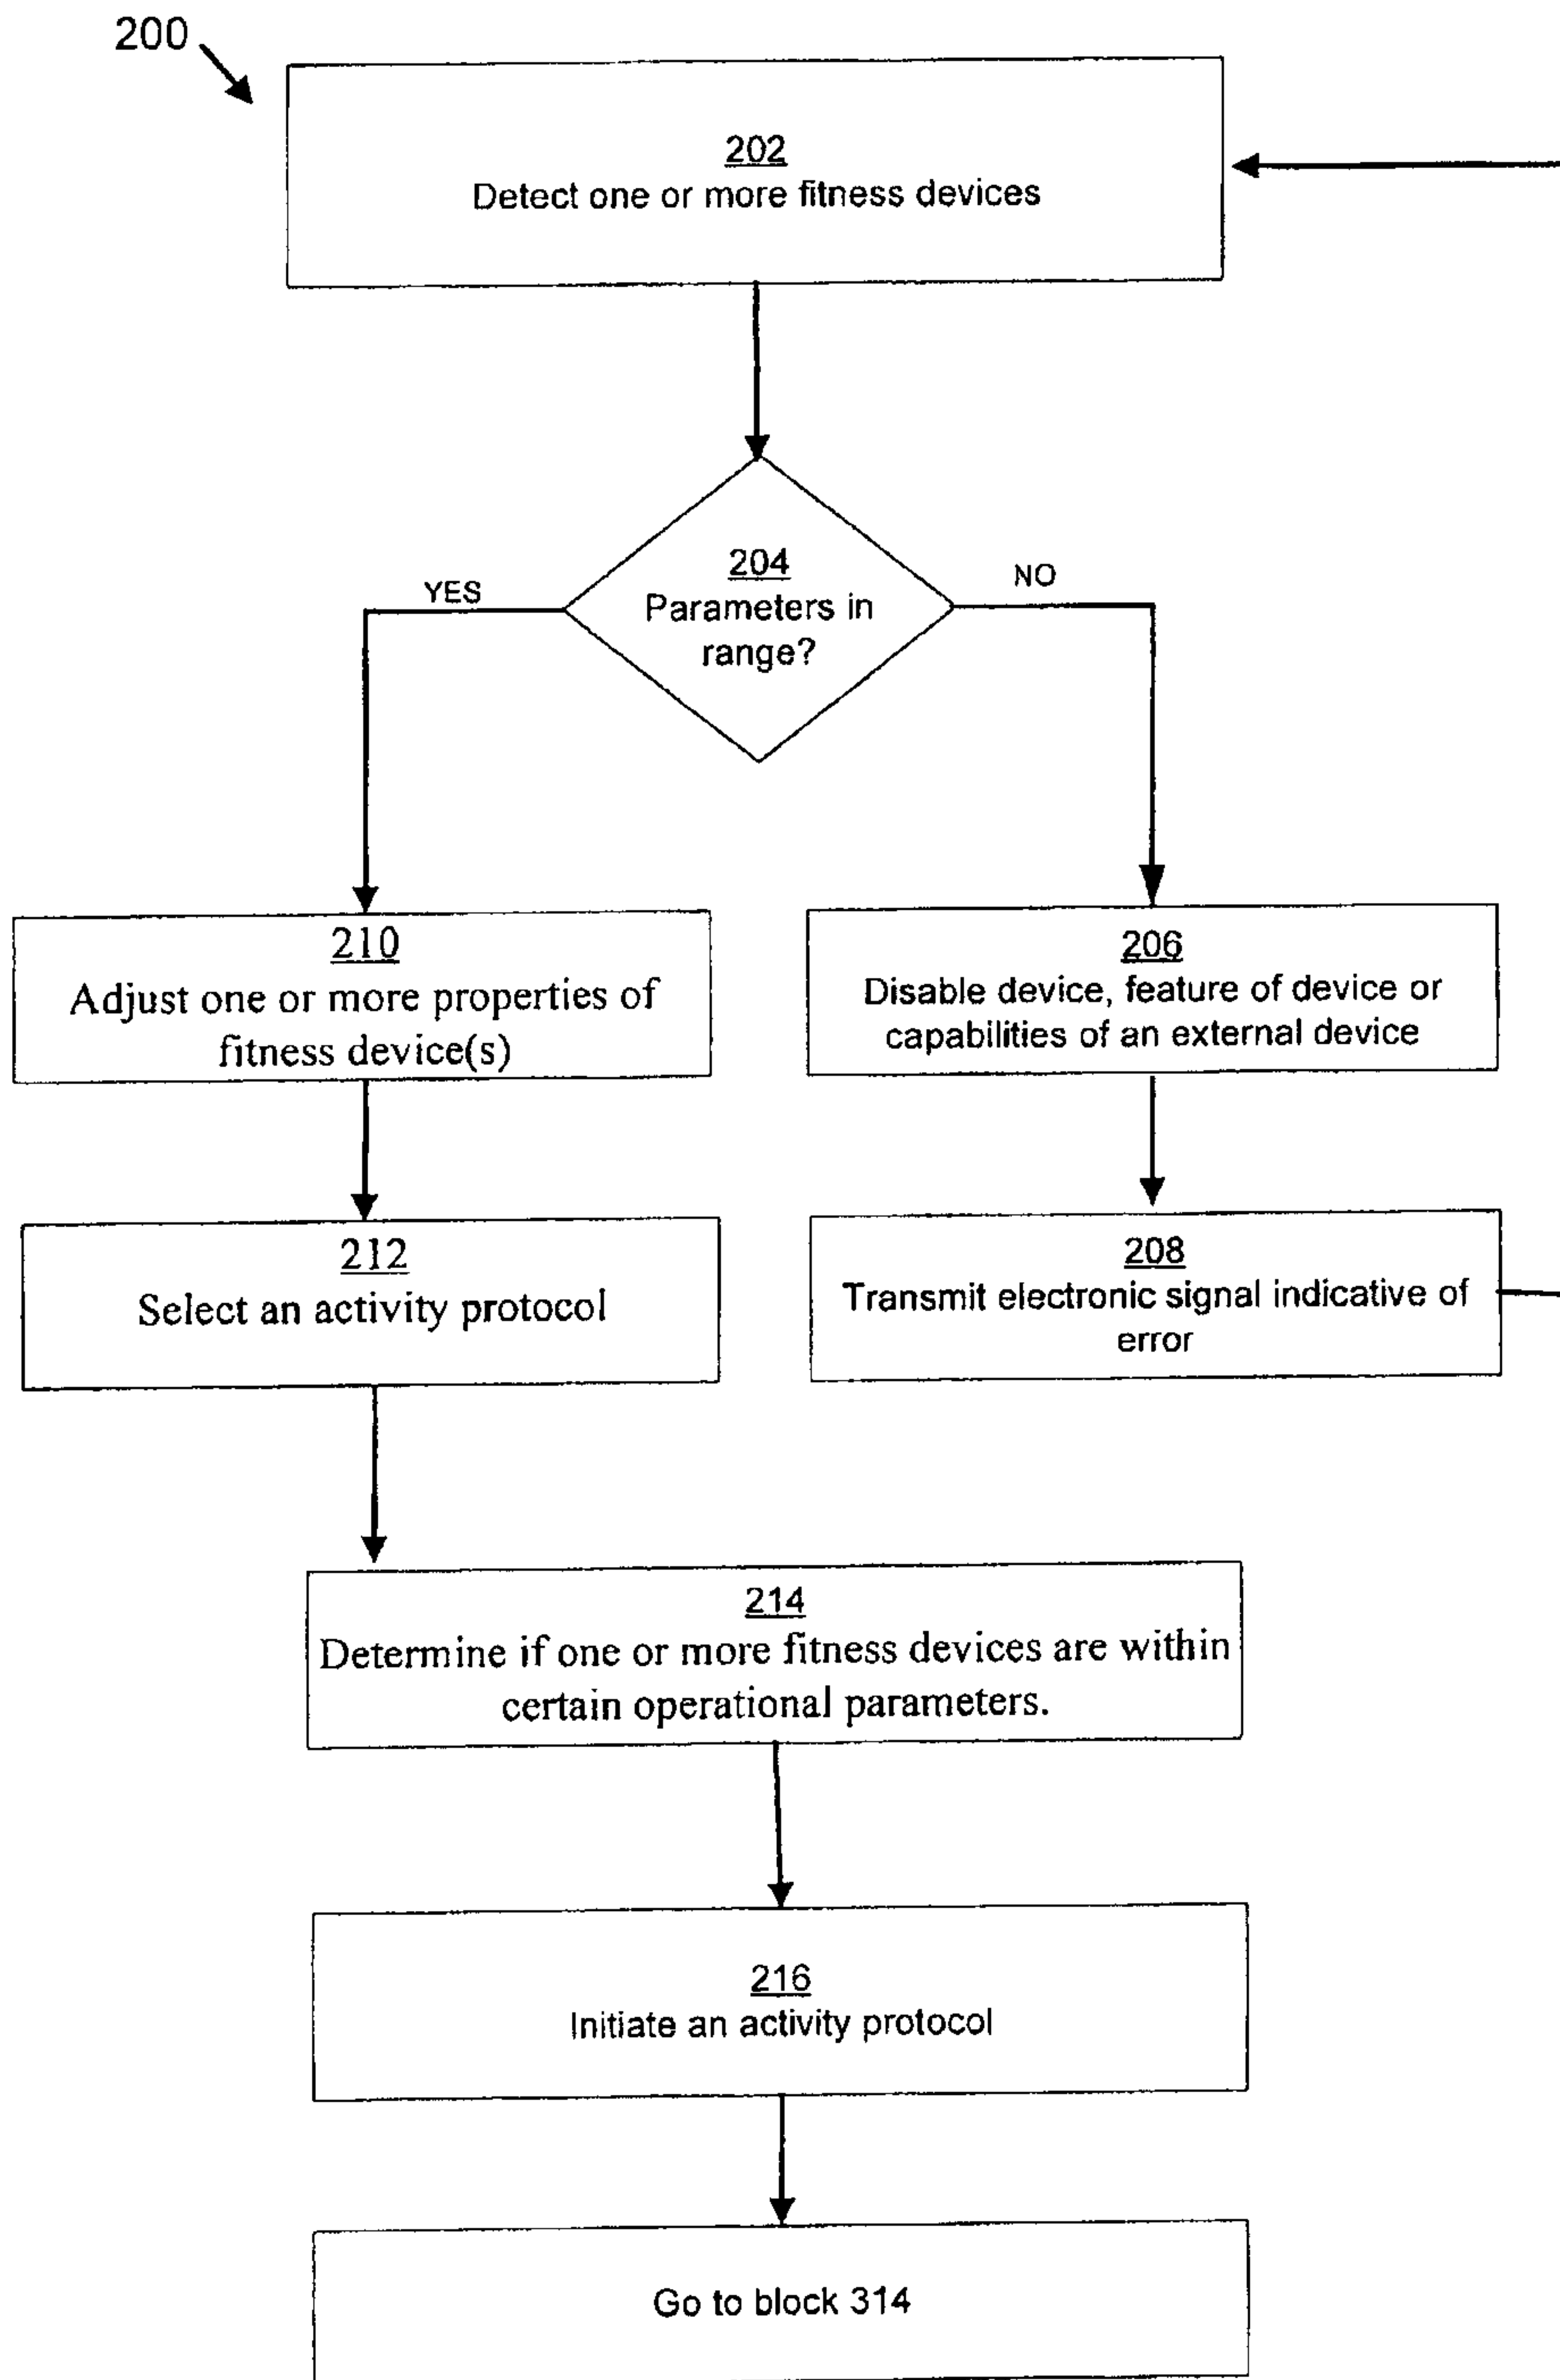 200
202
Detect one or more fitness devices
204
Parameters in
range?
YES
NO
210
Adjust one or more properties of
fitness device(s)
206
Disable device, feature of device or
capabilities of an external device
212
Select an activity protocol
208
Transmit electronic signal indicative of
error
214
Determine if one or more fitness devices are within
certain operational parameters.
216
Initiate an activity protocol
Go to block 314